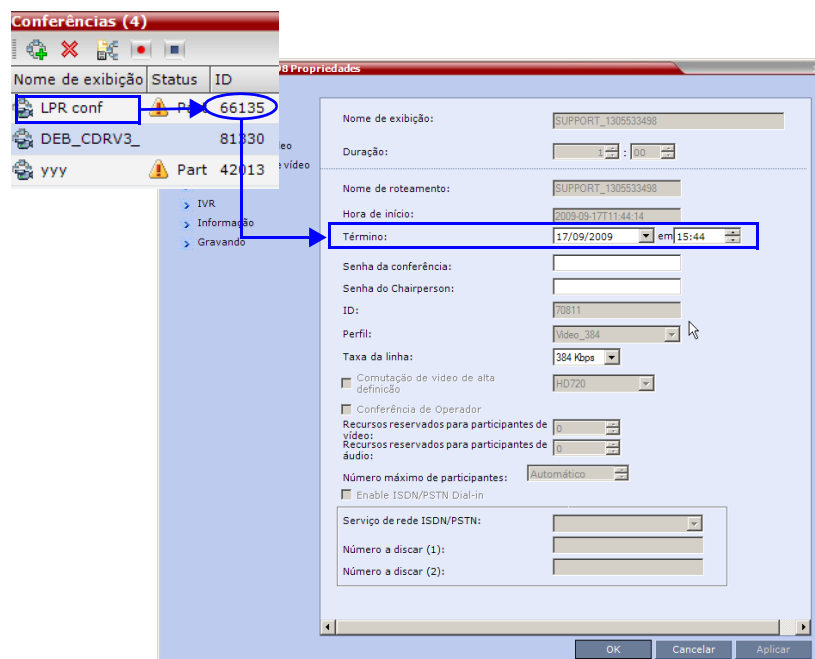 Conferências (4)
Nome de exibição Status ID
LPR conf 66135
DEB_CDRV3_ 81330
yyy Part 42013
Propriedades
IVR
Informação
Gravando
Nome de exibição: SUPPORT_1305533498
Duração: 1 : 00
Nome de roteamento: SUPPORT_1305533498
Hora de início: 2009-09-17T11:44:14
Término: 17/09/2009 em 15:44
Senha da conferência:
Senha do Chairperson:
ID: 70811
Perfil: Video_384
Taxa da linha: 384 Kbps
Comutação de video de alta
definicão HD720
Conferência de Operador
Recursos reservados para participantes de
vídeo: 0
Recursos reservados para participantes de
áudio: 0
Número máximo de participantes: Automático
Enable ISDN/PSTN Dial-in
Serviço de rede ISDN/PSTN:
Número a discar (1):
Número a discar (2):
OK Cancelar Aplicar